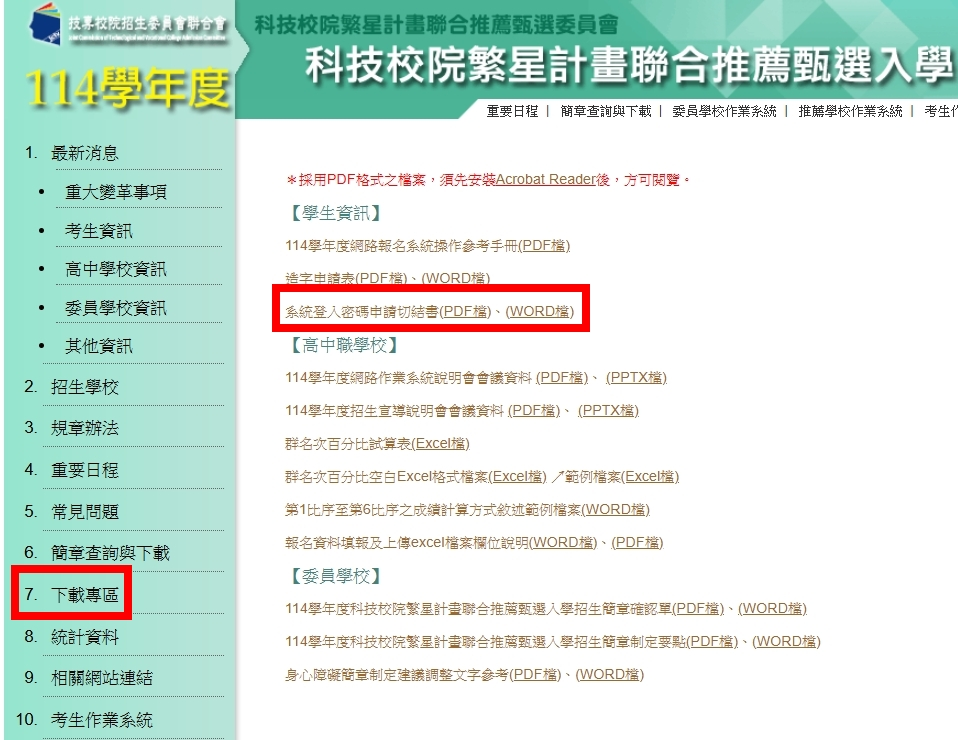 技專校院招生委員會聯合會
科技校院繁星計畫聯合推薦甄選委員會
114學年度
科技校院繁星計畫聯合推薦甄選入學
重要日程 | 簡章查詢與下載 | 委員學校作業系統 | 推薦學校作業系統 | 考生作
1. 最新消息
• 重大變革事項
• 考生資訊
• 高中學校資訊
• 委員學校資訊
• 其他資訊
2. 招生學校
3. 規章辦法
4. 重要日程
5. 常見問題
6. 簡章查詢與下載
7. 下載專區
8. 統計資料
9. 相關網站連結
10. 考生作業系統
＊採用PDF格式之檔案，須先安裝Acrobat Reader後，方可閱覽。
【學生資訊】
114學年度網路報名系統操作參考手冊(PDF檔)
造字申請表(PDF檔)、(WORD檔)
系統登入密碼申請切結書(PDF檔)、(WORD檔)
【高中職學校】
114學年度網路作業系統說明會會議資料 (PDF檔)、 (PPTX檔)
114學年度招生宣導說明會會議資料 (PDF檔)、 (PPTX檔)
群名次百分比試算表(Excel檔)
群名次百分比空白Excel格式檔案(Excel檔) ／範例檔案(Excel檔)
第1比序至第6比序之成績計算方式敘述範例檔案(WORD檔)
報名資料填報及上傳excel檔案欄位說明(WORD檔)、(PDF檔)
【委員學校】
114學年度科技校院繁星計畫聯合推薦甄選入學招生簡章確認單(PDF檔)、(WORD檔)
114學年度科技校院繁星計畫聯合推薦甄選入學招生簡章制定要點(PDF檔)、(WORD檔)
身心障礙簡章制定建議調整文字參考(PDF檔)、(WORD檔)